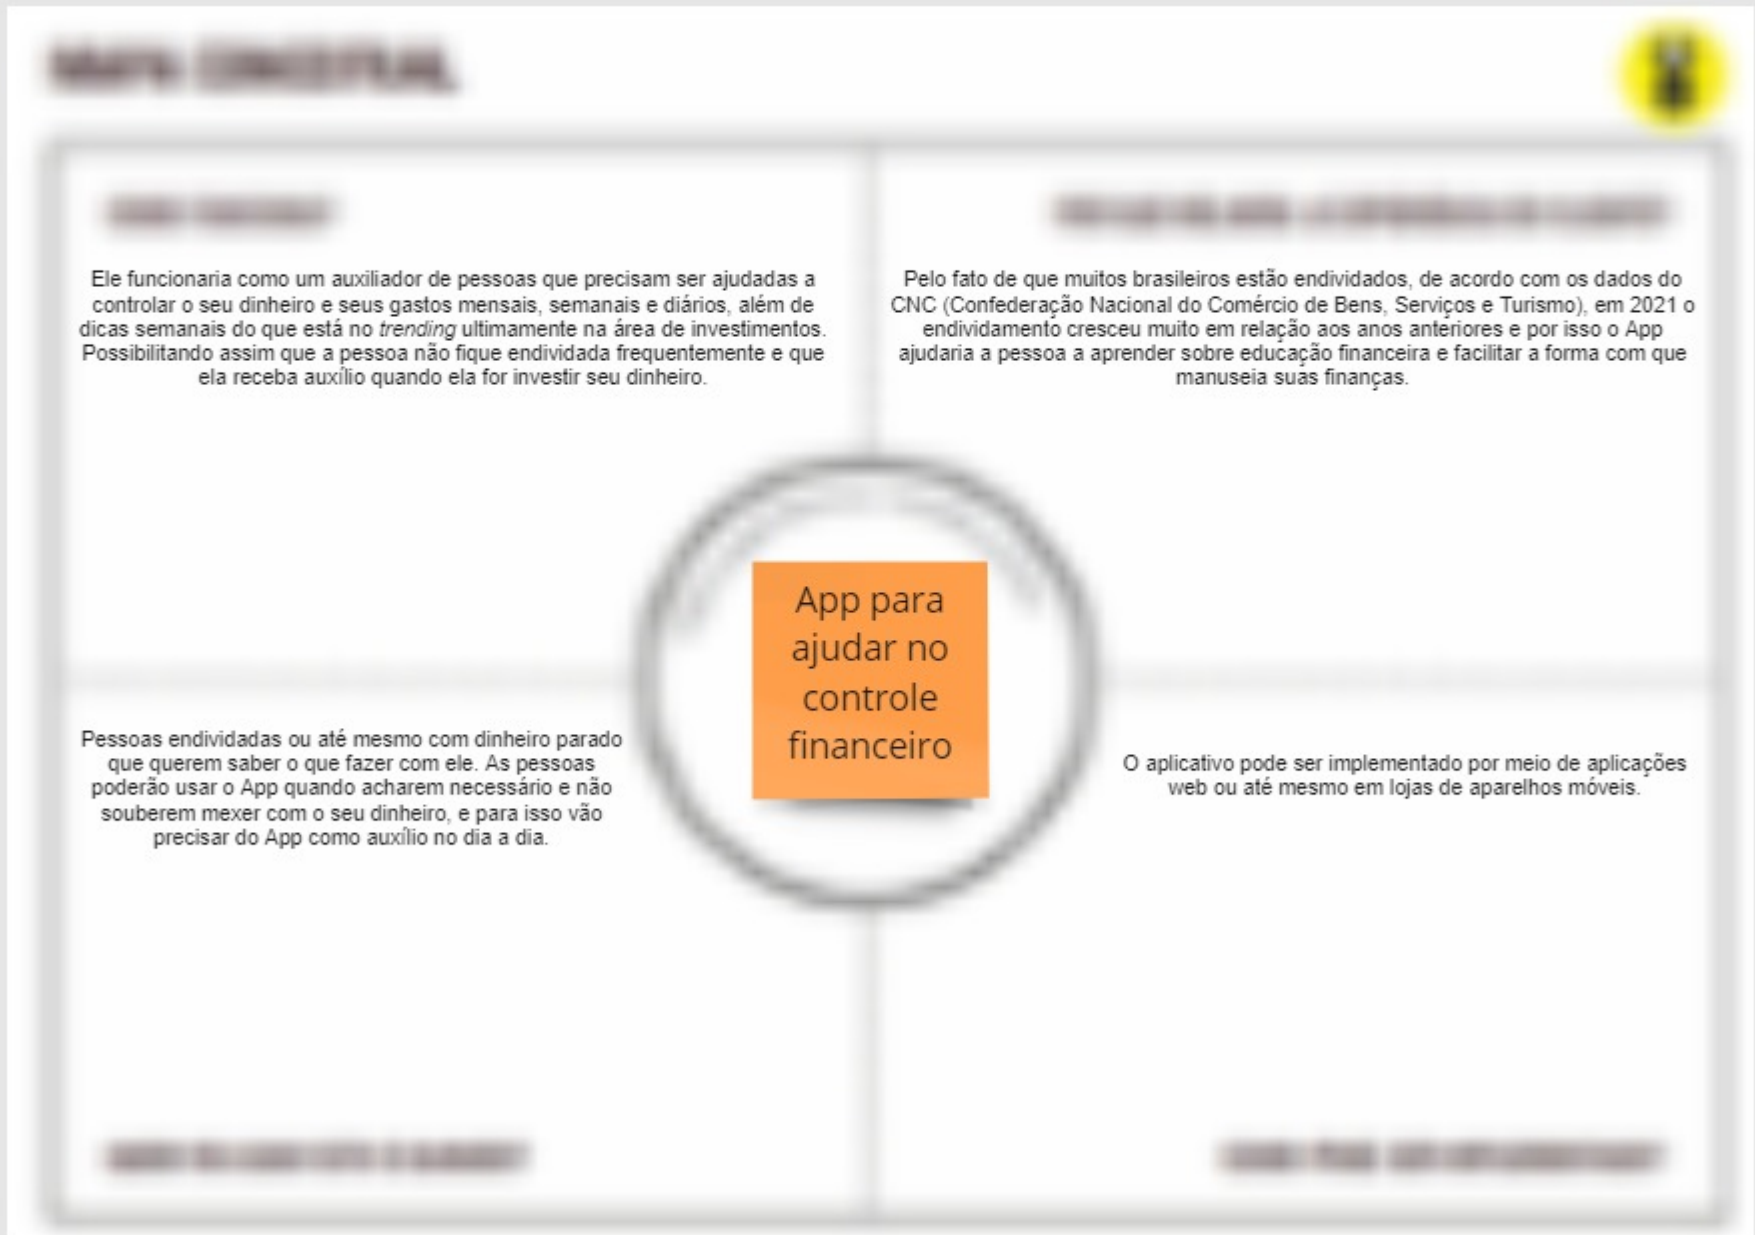 MAPA CONCEITUAL
Ele funcionaria como um auxiliador de pessoas que precisam ser ajudadas a
controlar o seu dinheiro e seus gastos mensais, semanais e diários, além de
dicas semanais do que está no trending ultimamente na área de investimentos.
Possibilitando assim que a pessoa não fique endividada frequentemente e que
ela receba auxílio quando ela for investir seu dinheiro.
Pelo fato de que muitos brasileiros estão endividados, de acordo com os dados do
CNC (Confederação Nacional do Comércio de Bens, Serviços e Turismo), em 2021 o
endividamento cresceu muito em relação aos anos anteriores e por isso o App
ajudaria a pessoa a aprender sobre educação financeira e facilitar a forma com que
manuseia suas finanças.
App para
ajudar no
controle
financeiro
Pessoas endividadas ou até mesmo com dinheiro parado
que querem saber o que fazer com ele. As pessoas
poderão usar o App quando acharem necessário e não
souberem mexer com o seu dinheiro, e para isso vão
precisar do App como auxílio no dia a dia.
O aplicativo pode ser implementado por meio de aplicações
web ou até mesmo em lojas de aparelhos móveis.